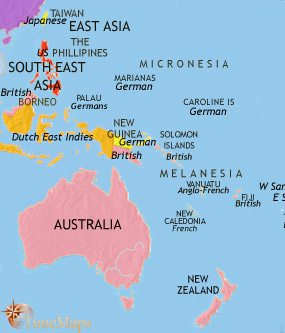 TAIWAN
Japanese
EAST ASIA
US
THE
PHILLIPINES
MICRONESIA
SOUTH EAST
ASIA
MARIANAS
German
British
BORNEO
PALAU
Germans
CAROLINE IS
German
Dutch East Indies
NEW
GUINEA
German
British
SOLOMON
ISLANDS
British
MELANESIA
VANUATU
Anglo-French
FIJI
British
W Sa
E S
NEW
CALEDONIA
French
AUSTRALIA
NEW
ZEALAND